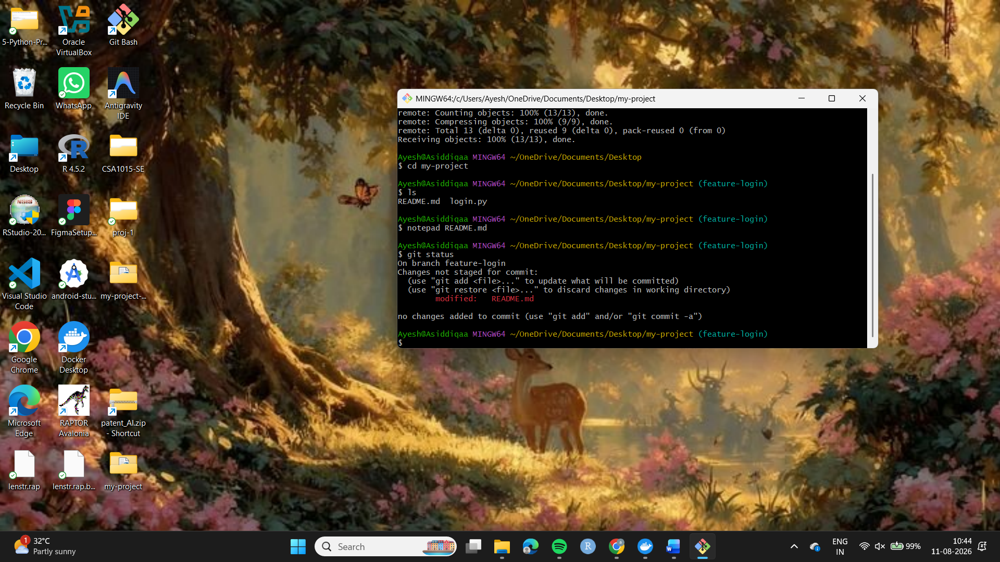 5-Python-Pr...
Oracle
VirtualBox
Git Bash
Recycle Bin
WhatsApp
Antigravity
IDE
Desktop
R 4.5.2
CSA1015-SE
NSIS
RStudio-20...
FigmaSetup...
proj-1
Visual Studio
Code
android-stu...
my-project-...
Google
Chrome
Docker
Desktop
Microsoft
Edge
RAPTOR
Avalonia
patent_AI.zip
- Shortcut
lenstr.rap
lenstr.rap.b...
my-project
MINGW64:/c/Users/Ayesh/OneDrive/Documents/Desktop/my-project
remote: Counting objects: 100% (13/13), done.
remote: Compressing objects: 100% (9/9), done.
remote: Total 13 (delta 0), reused 9 (delta 0), pack-reused 0 (from 0)
Receiving objects: 100% (13/13), done.
Ayesh@Asiddiqaa MINGW64 ~/OneDrive/Documents/Desktop
$ cd my-project
Ayesh@Asiddiqaa MINGW64 ~/OneDrive/Documents/Desktop/my-project (feature-login)
$ ls
README.md  login.py
Ayesh@Asiddiqaa MINGW64 ~/OneDrive/Documents/Desktop/my-project (feature-login)
$ notepad README.md
Ayesh@Asiddiqaa MINGW64 ~/OneDrive/Documents/Desktop/my-project (feature-login)
$ git status
On branch feature-login
Changes not staged for commit:
  (use "git add <file>..." to update what will be committed)
  (use "git restore <file>..." to discard changes in working directory)
        modified:   README.md
no changes added to commit (use "git add" and/or "git commit -a")
Ayesh@Asiddiqaa MINGW64 ~/OneDrive/Documents/Desktop/my-project (feature-login)
$
1
32°C
Partly sunny
Search
ENG
IN
99%
10:44
11-08-2026